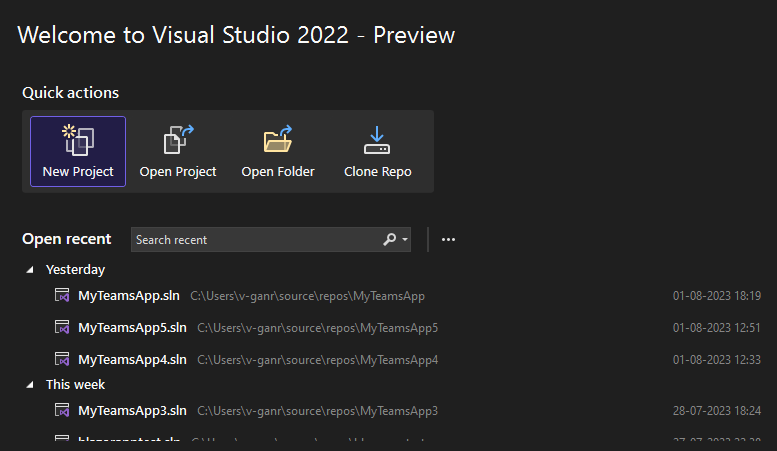 Welcome to Visual Studio 2022 - Preview
Quick actions
New Project Open Project Open Folder Clone Repo
Open recent Search recent
Yesterday
MyTeamsApp.sln C:\Users\v-ganr\source\repos\MyTeamsApp 01-08-2023 18:19
MyTeamsApp5.sln C:\Users\v-ganr\source\repos\MyTeamsApp5 01-08-2023 12:51
MyTeamsApp4.sln C:\Users\v-ganr\source\repos\MyTeamsApp4 01-08-2023 12:33
This week
MyTeamsApp3.sln C:\Users\v-ganr\source\repos\MyTeamsApp3 28-07-2023 18:24